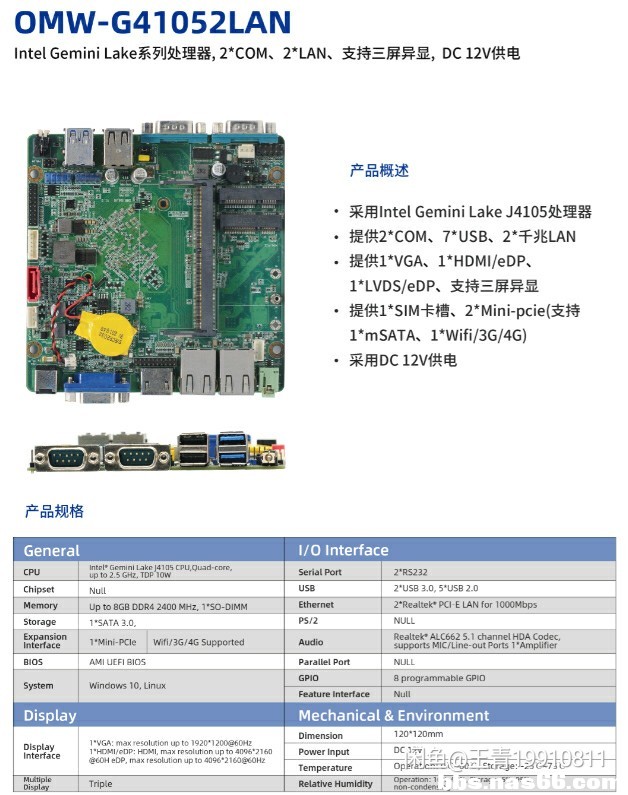 OMW-G41052LAN
Intel Gemini Lake系列处理器, 2*COM、2*LAN、支持三屏异显, DC 12V供电
产品概述
• 采用Intel Gemini Lake J4105处理器
• 提供2*COM、7*USB、2*千兆LAN
• 提供1*VGA、1*HDMI/eDP、
1*LVDS/eDP、支持三屏异显
• 提供1*SIM卡槽、2*Mini-pcie(支持
1*mSATA、1*Wifi/3G/4G)
• 采用DC 12V供电
产品规格
General
CPU Intel® Gemini Lake J4105 CPU,Quad-core,
up to 2.5 GHz, TDP 10W
Chipset Null
Memory Up to 8GB DDR4 2400 MHz, 1*SO-DIMM
Storage 1*SATA 3.0,
Expansion
Interface 1*Mini-PCIe Wifi/3G/4G Supported
BIOS AMI UEFI BIOS
System Windows 10, Linux
Display
Display
Interface
1*VGA: max resolution up to 1920*1200@60Hz
1*HDMI/eDP: HDMI, max resolution up to 4096*2160
@60H eDP, max resolution up to 4096*2160@60Hz
Multiple
Display Triple
I/O Interface
Serial Port 2*RS232
USB 2*USB 3.0, 5*USB 2.0
Ethernet 2*Realtek® PCI-E LAN for 1000Mbps
PS/2 NULL
Audio Realtek® ALC662 5.1 channel HDA Codec,
supports MIC/Line-out Ports 1*Amplifier
Parallel Port NULL
GPIO 8 programmable GPIO
Feature Interface Null
Mechanical & Environment
Dimension 120*120mm
Power Input DC 12V
Temperature
Relative Humidity
non-condens
闲鱼@王青19910811
bbs.nas66.com